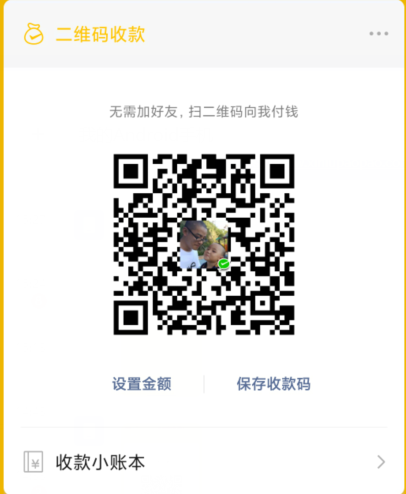 二维码收款
无需加好友，扫二维码向我付钱
设置金额
保存收款码
¥
收款小账本